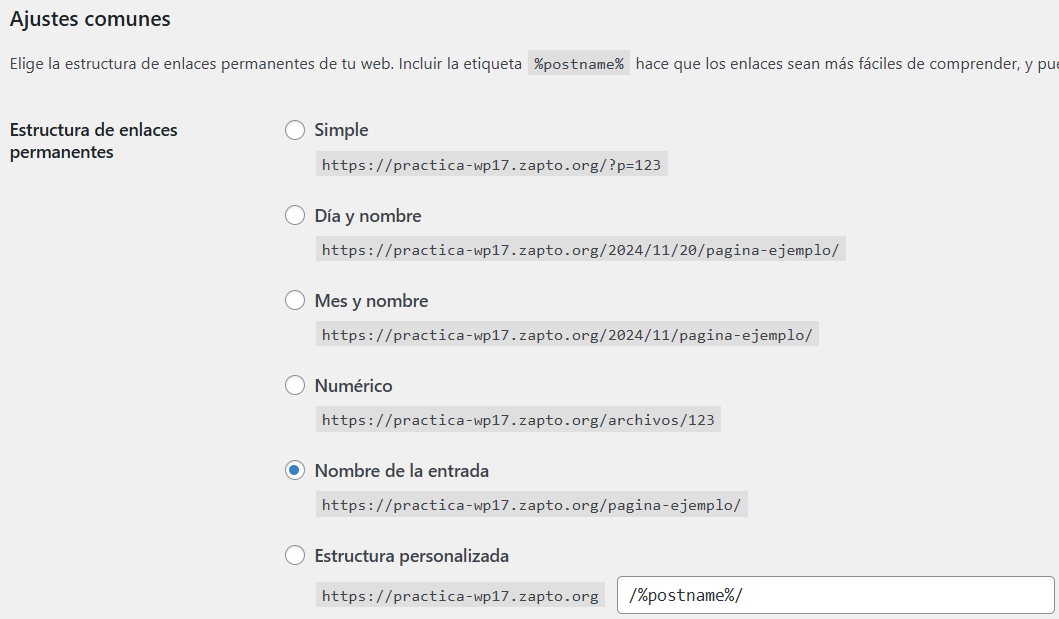 Ajustes comunes
Elige la estructura de enlaces permanentes de tu web. Incluir la etiqueta %postname% hace que los enlaces sean más fáciles de comprender, y
Estructura de enlaces
permanentes
Simple
https://practica-wp17.zapto.org/?p=123
Día y nombre
https://practica-wp17.zapto.org/2024/11/20/pagina-ejemplo/
Mes y nombre
https://practica-wp17.zapto.org/2024/11/pagina-ejemplo/
Numérico
https://practica-wp17.zapto.org/archivos/123
Nombre de la entrada
https://practica-wp17.zapto.org/pagina-ejemplo/
Estructura personalizada
https://practica-wp17.zapto.org /%postname%/